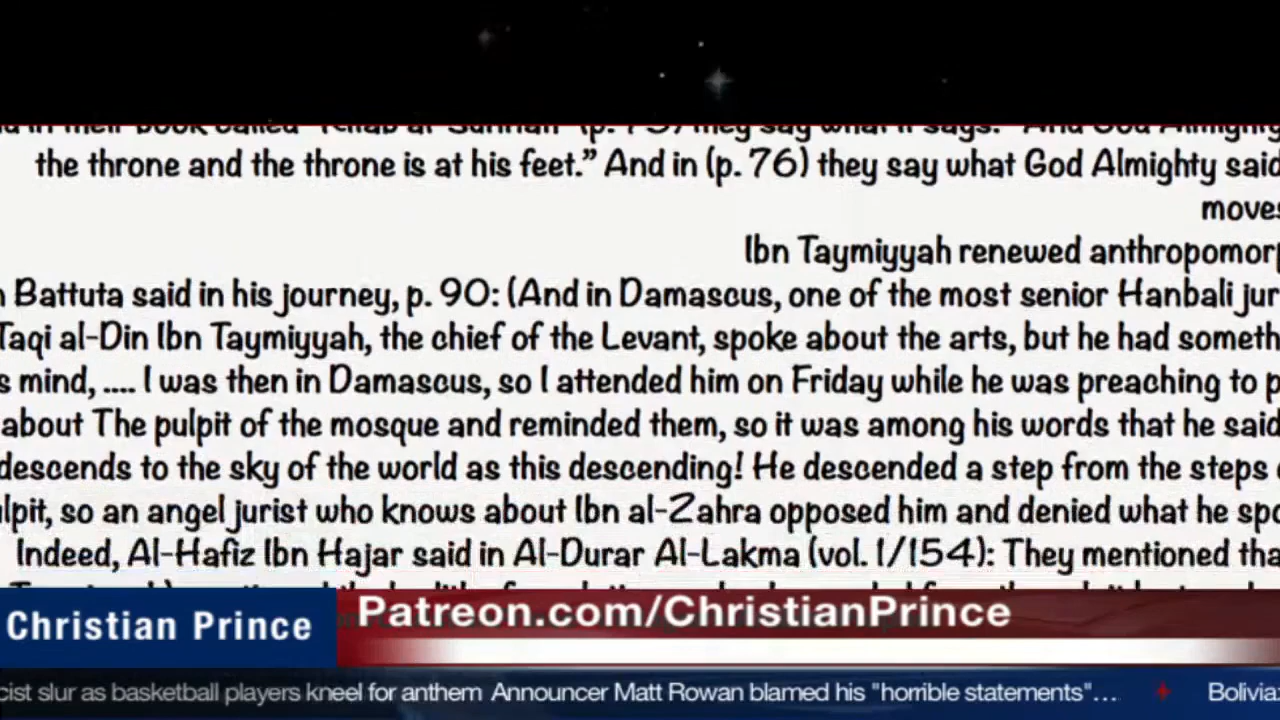 the throne and the throne is at his feet.” And in (p. 76) they say what God Almighty said
moves
Ibn Taymiyyah renewed anthropomorp
Battuta said in his journey, p. 90: (And in Damascus, one of the most senior Hanbali jur
Taqi al-Din Ibn Taymiyyah, the chief of the Levant, spoke about the arts, but he had someth
s mind, .... I was then in Damascus, so I attended him on Friday while he was preaching to p
about The pulpit of the mosque and reminded them, so it was among his words that he said
descends to the sky of the world as this descending! He descended a step from the steps
lpit, so an angel jurist who knows about Ibn al-Zahra opposed him and denied what he spo
Indeed, Al-Hafiz Ibn Hajar said in Al-Durar Al-Lakma (vol. 1/154): They mentioned tha
Christian Prince
Patreon.com/ChristianPrince
cist slur as basketball players kneel for anthem Announcer Matt Rowan blamed his "horrible statements"... Bolivia: